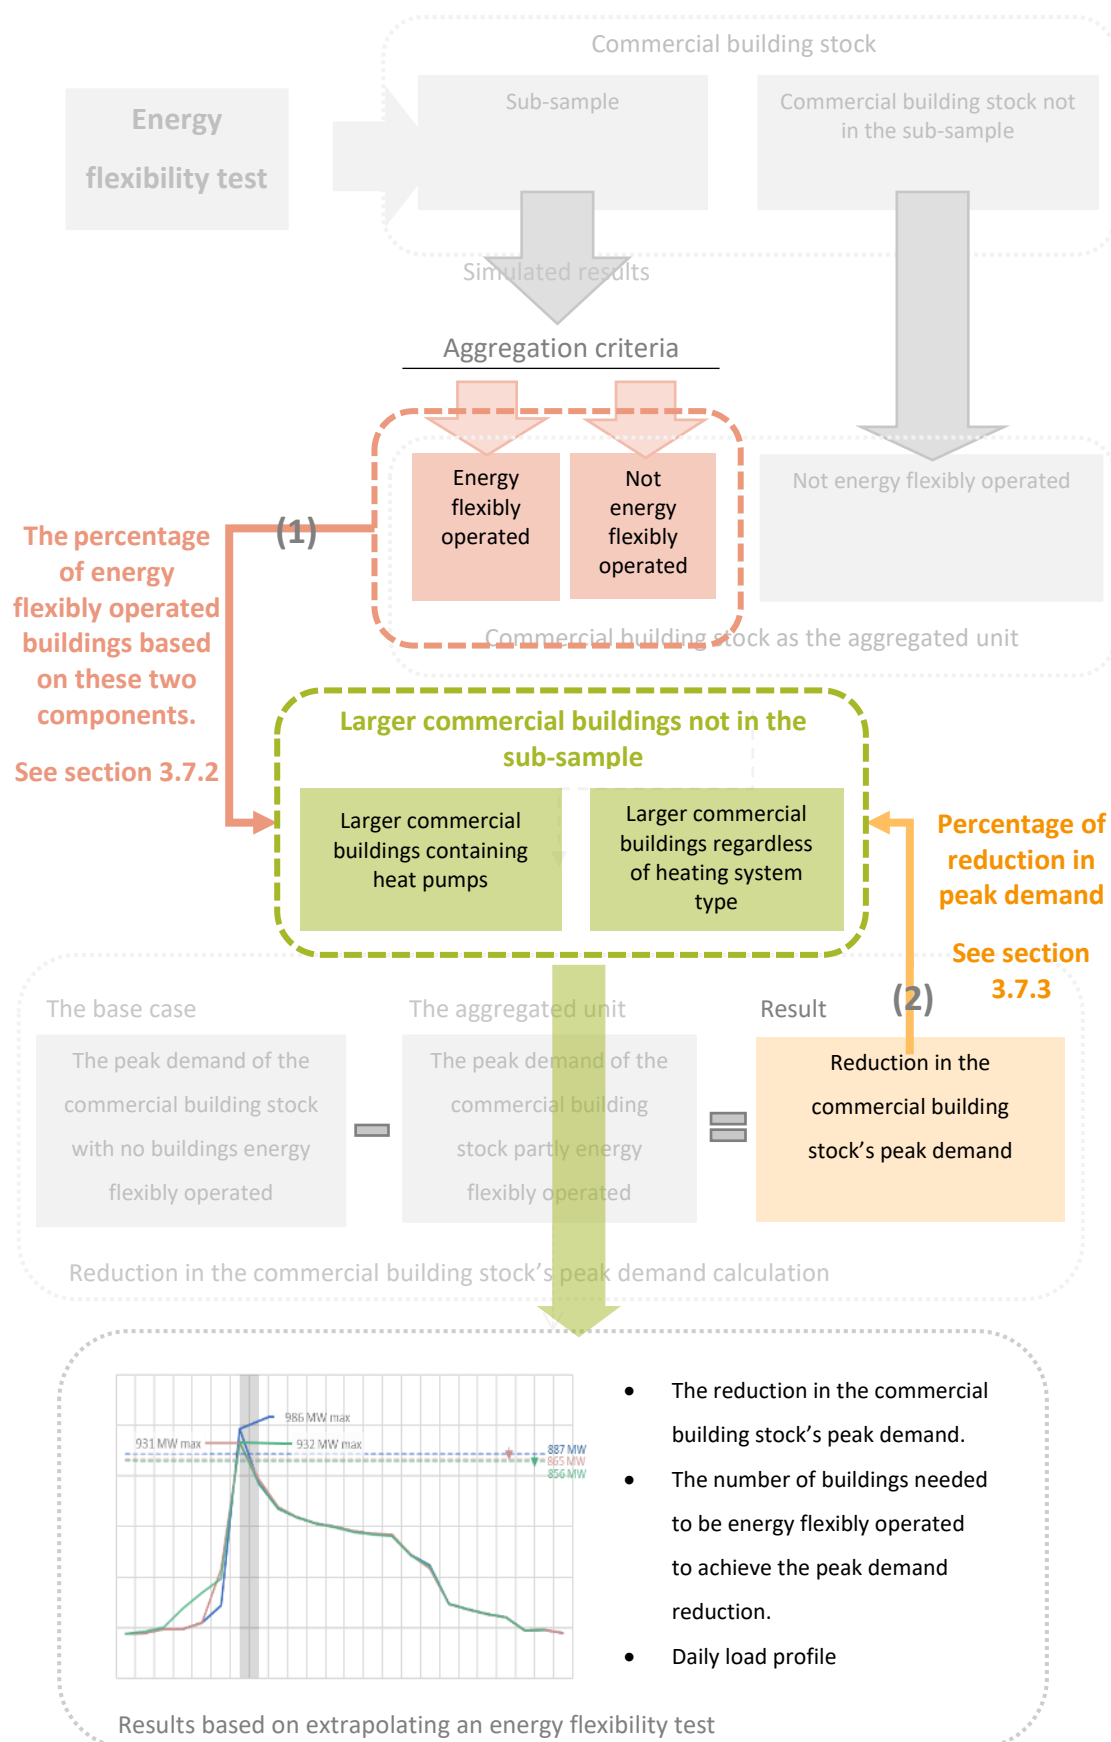 Commercial building stock
Energy
flexibility test
Sub-sample
Commercial building stock not
in the sub-sample
Simulated results
Aggregation criteria
Energy
flexibly
operated
Not
energy
flexibly
operated
Not energy flexibly operated
(1)
The percentage
of energy
flexibly operated
buildings based
on these two
components.
See section 3.7.2
Commercial building stock as the aggregated unit
Larger commercial buildings not in the
sub-sample
Larger commercial
buildings containing
heat pumps
Larger commercial
buildings regardless
of heating system
type
Percentage of
reduction in
peak demand
See section
3.7.3
(2)
The base case
The aggregated unit
Result
The peak demand of the
commercial building stock
with no buildings energy
flexibly operated
The peak demand of the
commercial building
stock partly energy
flexibly operated
Reduction in the
commercial building
stock's peak demand
Reduction in the commercial building stock's peak demand calculation
986 MW max
931 MW max
932 MW max
887 MW
865 MW
856 MW
• The reduction in the commercial
building stock's peak demand.
• The number of buildings needed
to be energy flexibly operated
to achieve the peak demand
reduction.
• Daily load profile
Results based on extrapolating an energy flexibility test